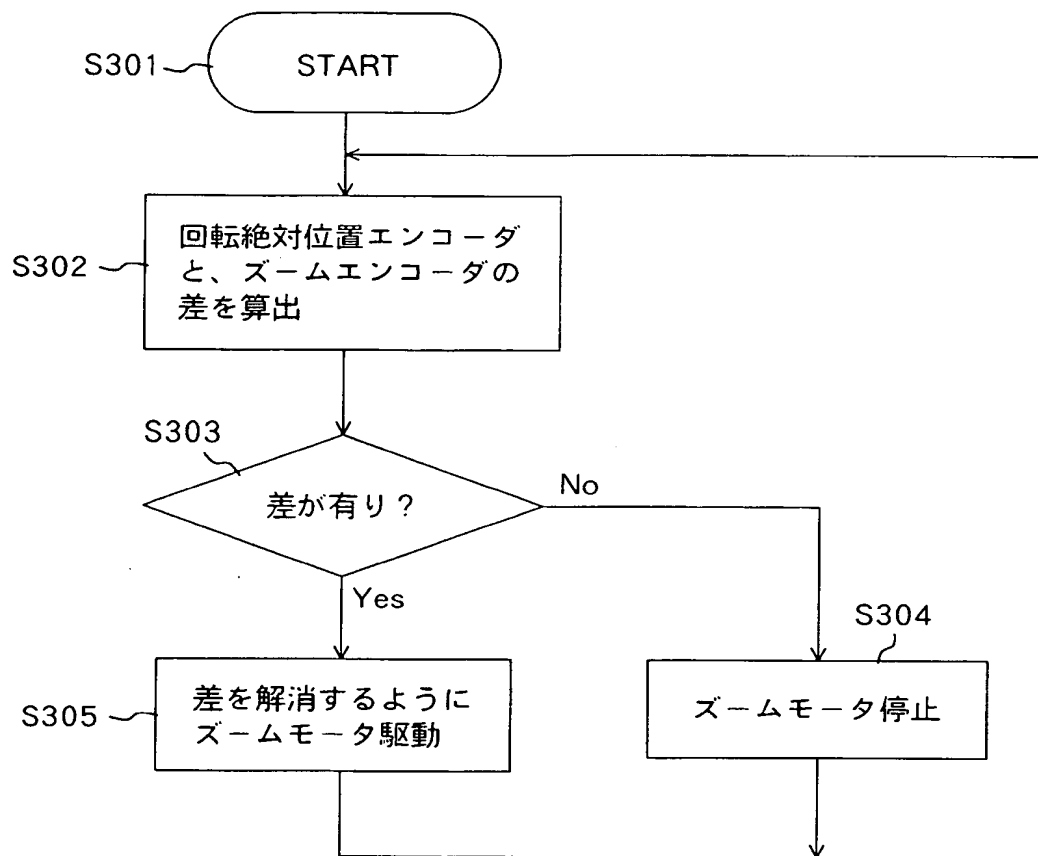 S301
START
S302
回転絶対位置エンコーダ
と、ズームエンコーダの
差を算出
S303
差が有り？
No
Yes
S304
S305
差を解消するように
ズームモータ駆動
ズームモータ停止